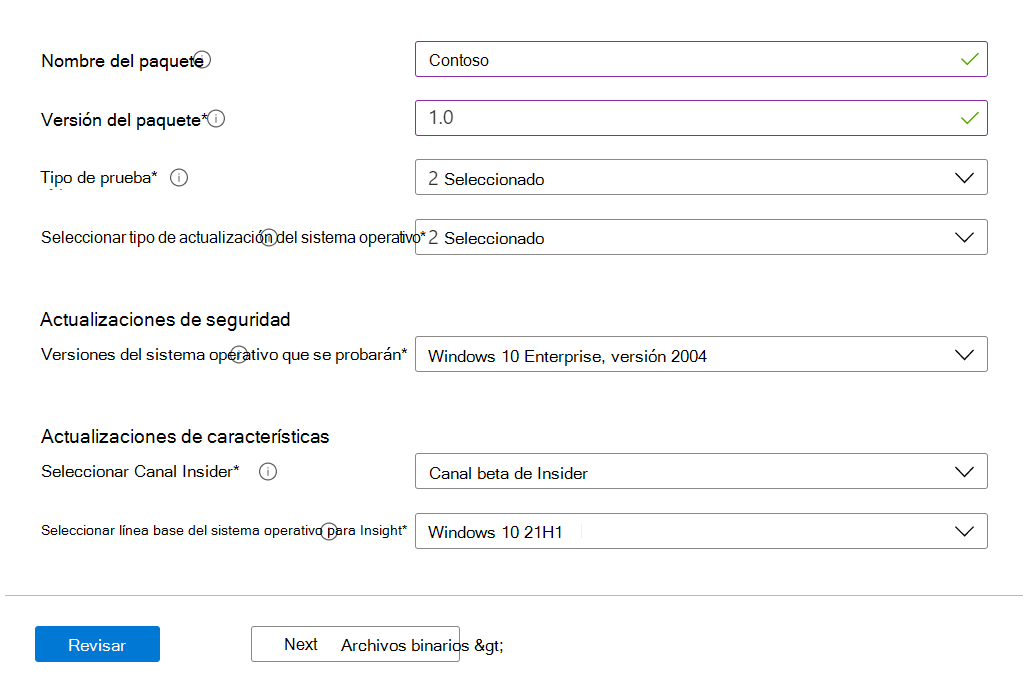 Nombre del paquete Contoso
Versión del paquete* 1.0
Tipo de prueba* 2 Seleccionado
Seleccionar tipo de actualización del sistema operativo* 2 Seleccionado
Actualizaciones de seguridad
Versiones del sistema operativo que se probarán* Windows 10 Enterprise, versión 2004
Actualizaciones de características
Seleccionar Canal Insider* Canal beta de Insider
Seleccionar línea base del sistema operativo para Insight* Windows 10 21H1
Revisar Next Archivos binarios &gt;